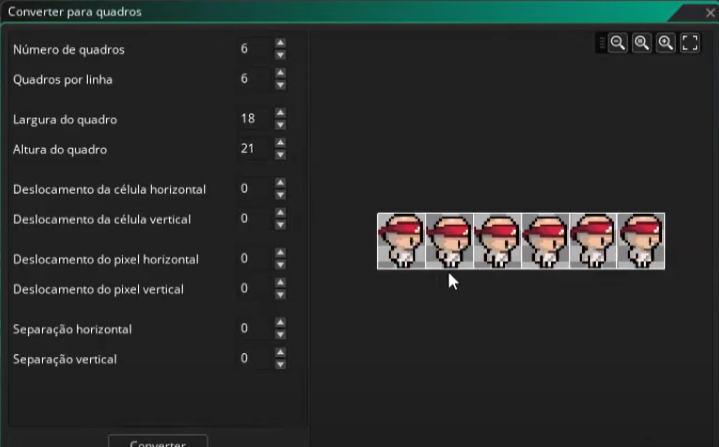 Converter para quadros
Número de quadros 6
Quadros por linha 6
Largura do quadro 18
Altura do quadro 21
Deslocamento da célula horizontal 0
Deslocamento da célula vertical 0
Deslocamento do pixel horizontal 0
Deslocamento do pixel vertical 0
Separação horizontal 0
Separação vertical 0
Converter